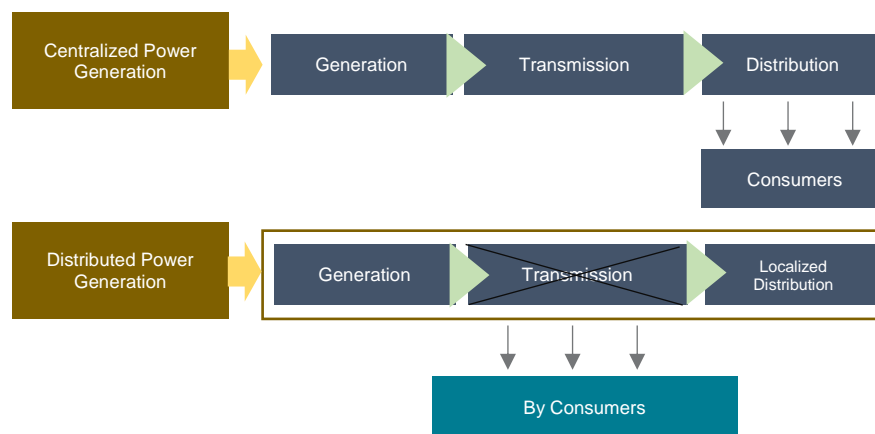 Centralized Power
Generation
Generation
Transmission
Distribution
Consumers
Distributed Power
Generation
Generation
Transmission
Localized
Distribution
By Consumers